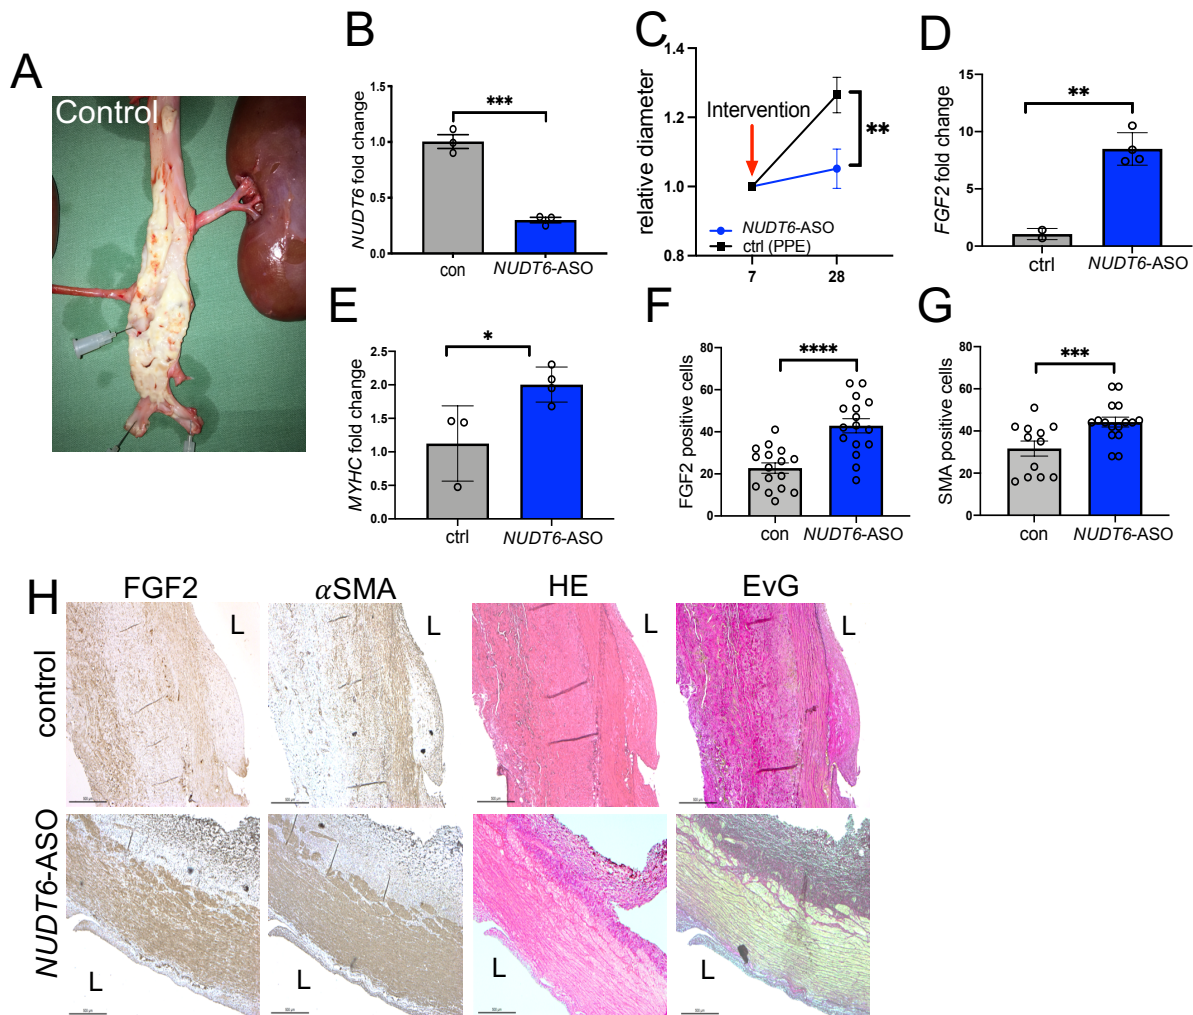 A
Control
B
NUDT6 fold change
1.5
1.0
0.5
0.0
***
con
NUDT6-ASO
C
relative diameter
1.4
1.2
1.0
0.8
Intervention
**
NUDT6-ASO
ctrl (PPE)
7
28
D
FGF2 fold change
15
10
5
0
**
ctrl
NUDT6-ASO
E
MYHC fold change
2.5
2.0
1.5
1.0
0.5
0.0
*
ctrl
NUDT6-ASO
F
FGF2 positive cells
80
60
40
20
0
****
con
NUDT6-ASO
G
SMA positive cells
80
60
40
20
0
***
con
NUDT6-ASO
H
FGF2
αSMA
HE
EvG
control
L
L
L
L
NUDT6-ASO
L
L
L
L